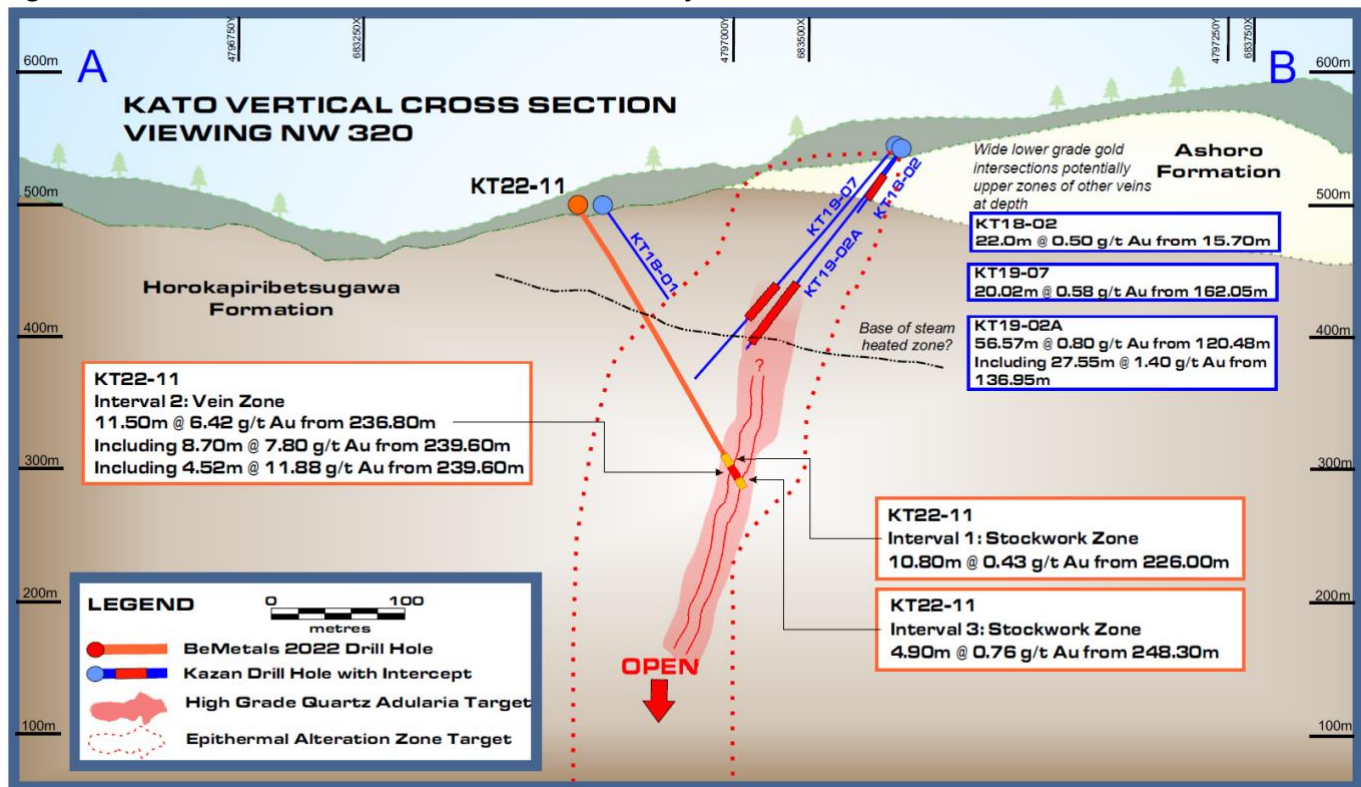 4796750Y
683250X
4797000Y
683500X
4797250Y
683750X
600m
A
B
600m
KATO VERTICAL CROSS SECTION
VIEWING NW 320
Wide lower grade gold
intersections potentially
upper zones of other veins
at depth
Ashoro
Formation
KT22-11
500m
500m
KT18-01
KT19-07
KT18-02
KT19-02A
KT18-02
22.0m @ 0.50 g/t Au from 15.70m
KT19-07
20.02m @ 0.58 g/t Au from 162.05m
KT19-02A
56.57m @ 0.80 g/t Au from 120.48m
Including 27.55m @ 1.40 g/t Au from
136.95m
Horokapiribetsugawa
Formation
400m
400m
Base of steam
heated zone?
?
KT22-11
Interval 2: Vein Zone
11.50m @ 6.42 g/t Au from 236.80m
Including 8.70m @ 7.80 g/t Au from 239.60m
Including 4.52m @ 11.88 g/t Au from 239.60m
300m
300m
KT22-11
Interval 1: Stockwork Zone
10.80m @ 0.43 g/t Au from 226.00m
KT22-11
Interval 3: Stockwork Zone
4.90m @ 0.76 g/t Au from 248.30m
200m
200m
OPEN
100m
100m
LEGEND
0 100
metres
BeMetals 2022 Drill Hole
Kazan Drill Hole with Intercept
High Grade Quartz Adularia Target
Epithermal Alteration Zone Target